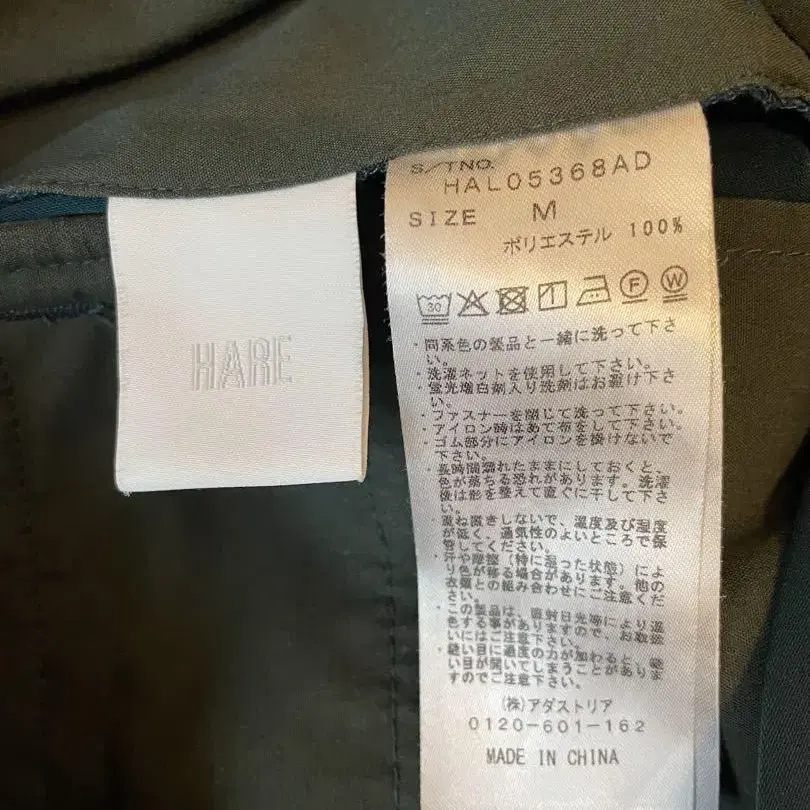 HARE
S/TNO.
HAL05368AD
SIZE M
ポリエステル 100%
30
F
W
・同系色の製品と一緒に洗って下さ
い。
・洗濯ネットを使用して下さい。
・蛍光増白剤入り洗剤はお避け下さ
い。
・ファスナーを閉じて洗って下さい。
・アイロン時はあて布をして下さい。
・ゴム部分にアイロンを掛けないで
下さい。
・長時間濡れたままにしておくと、
色が落ちる恐れがあります。洗濯
後は形を整えて直ぐに干して下さ
い。
・重ね置きしないで、温度及び湿度
が低く、通気性のよいところで保
管してください。
・汗や摩擦(特に湿った状態)によ
り色が移る場合があります。他の
衣類との組み合わせにご注意くだ
さい。
・この製品は、直射日光等により退
色する事がありますので、お取扱
いにはご注意下さい。
・縫い目に過度の力が加わると、縫
い目が開いてしまうことがありま
すのでご注意下さい。
(株)アダストリア
0120-601-162
MADE IN CHINA